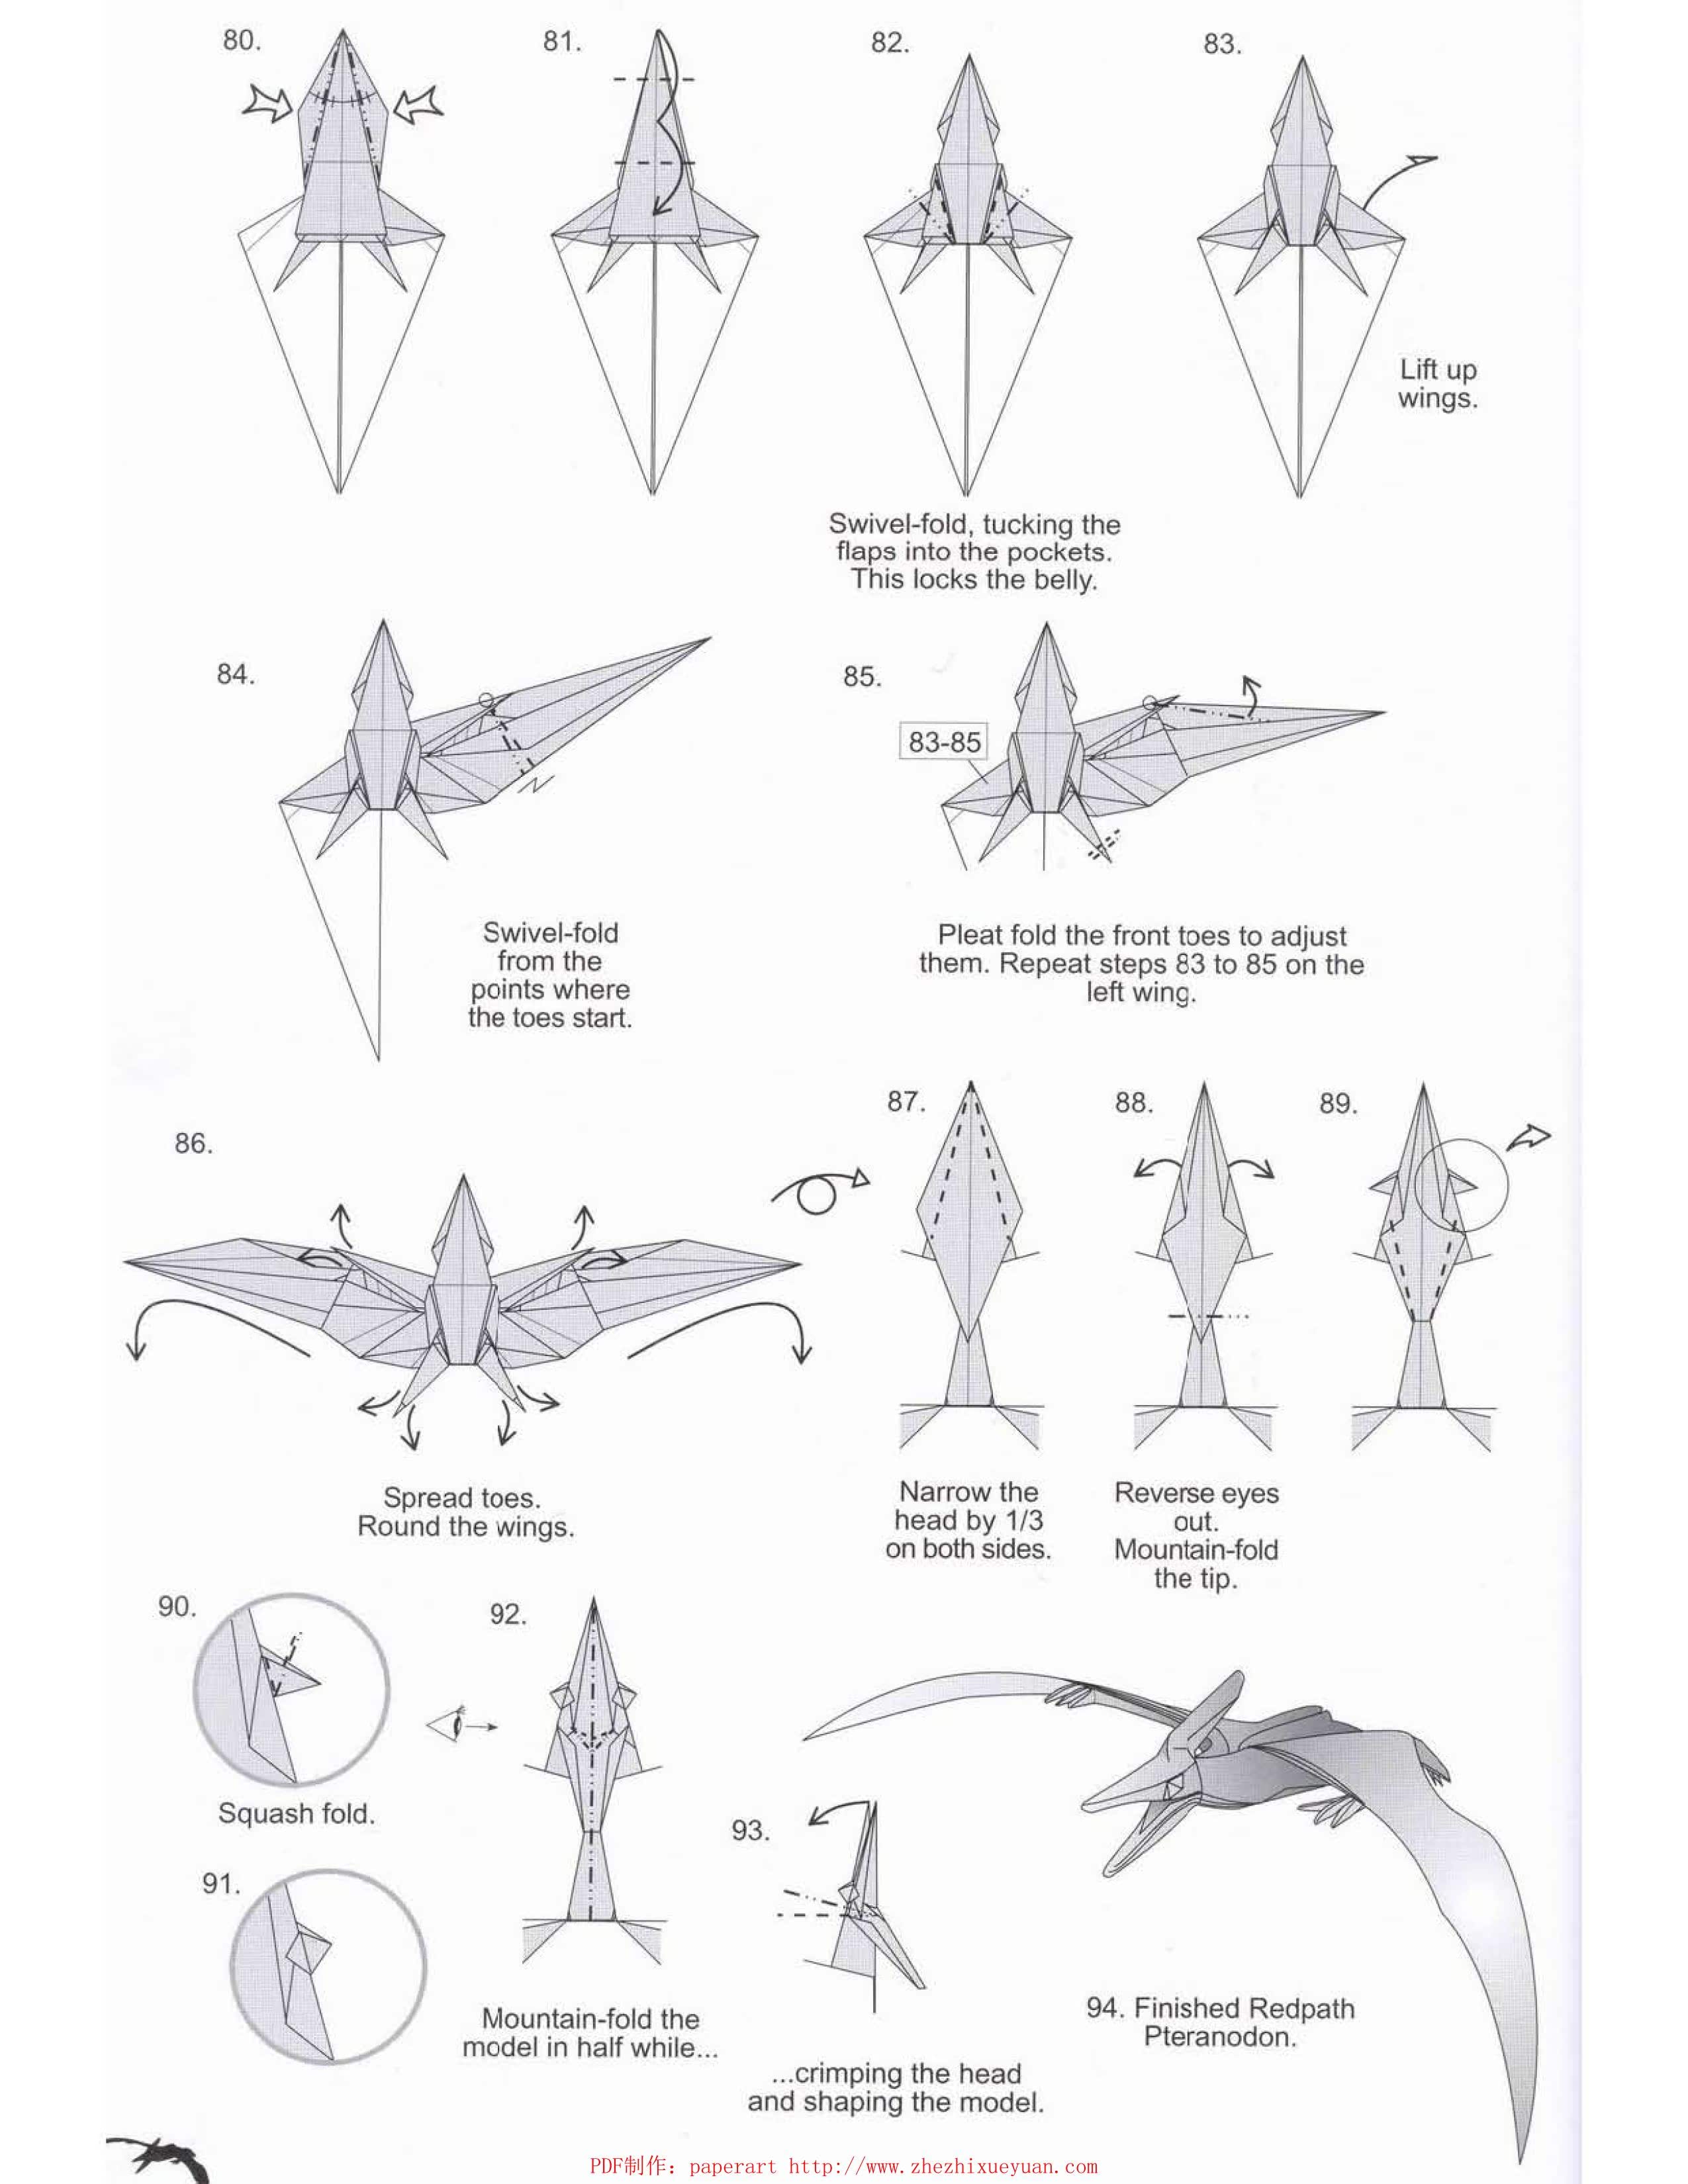 80.
81.
82.
83.
Lift up
wings.
Swivel-fold, tucking the
flaps into the pockets.
This locks the belly.
84.
85.
83-85
Swivel-fold
from the
points where
the toes start.
Pleat fold the front toes to adjust
them. Repeat steps 83 to 85 on the
left wing.
86.
87.
88.
89.
Spread toes.
Round the wings.
Narrow the
head by 1/3
on both sides.
Reverse eyes
out.
Mountain-fold
the tip.
90.
92.
Squash fold.
93.
91.
Mountain-fold the
model in half while...
...crimping the head
and shaping the model.
94. Finished Redpath
Pteranodon.
PDF制作：paperart http://www.zhezhixueyuan.com